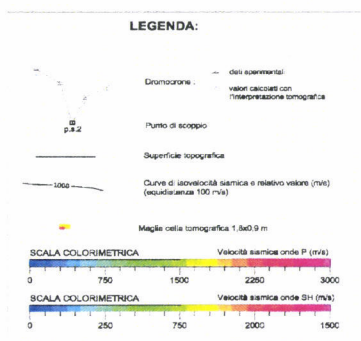 LEGENDA:
Dromocrone :
dati sperimentali
valori calcolati con
l'interpretazione tomografica
p.s.2
Punto di scoppio
Superficie topografica
1000
Curve di isovelocità sismica e relativo valore (m/s)
(equidistanza 100 m/s)
Maglia cella tomografica 1,8x0,9 m
SCALA COLORIMETRICA Velocità sismica onde P (m/s)
0 750 1500 2250 3000
SCALA COLORIMETRICA Velocità sismica onde SH (m/s)
0 250 750 2000 1500